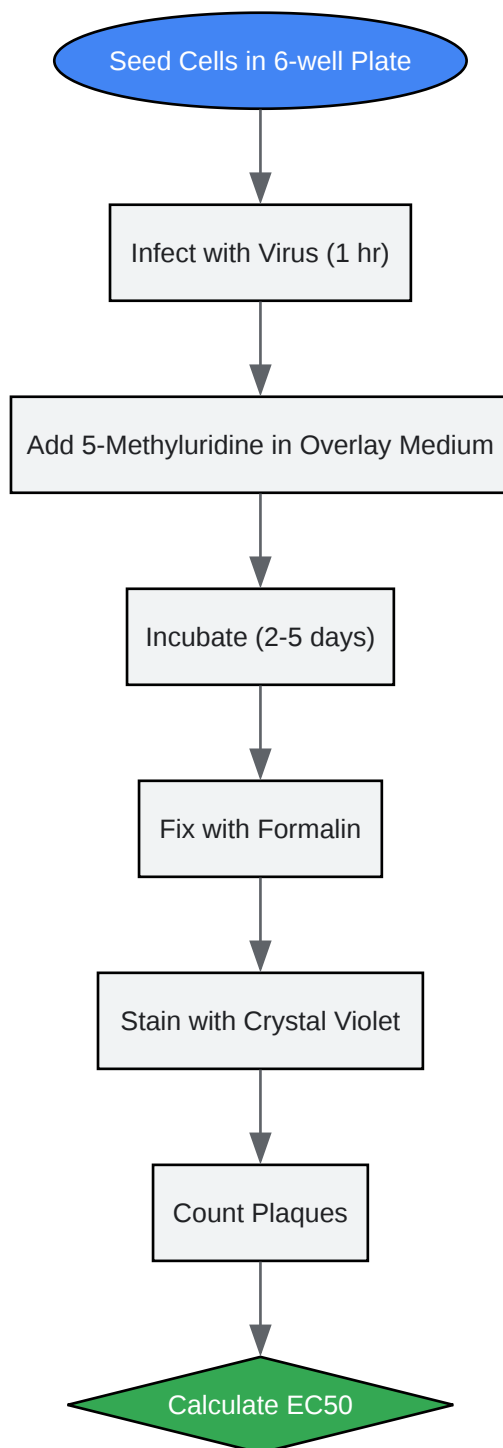 Seed Cells in 6-well Plate
Infect with Virus (1 hr)
Add 5-Methyluridine in Overlay Medium
Incubate (2-5 days)
Fix with Formalin
Stain with Crystal Violet
Count Plaques
Calculate EC50